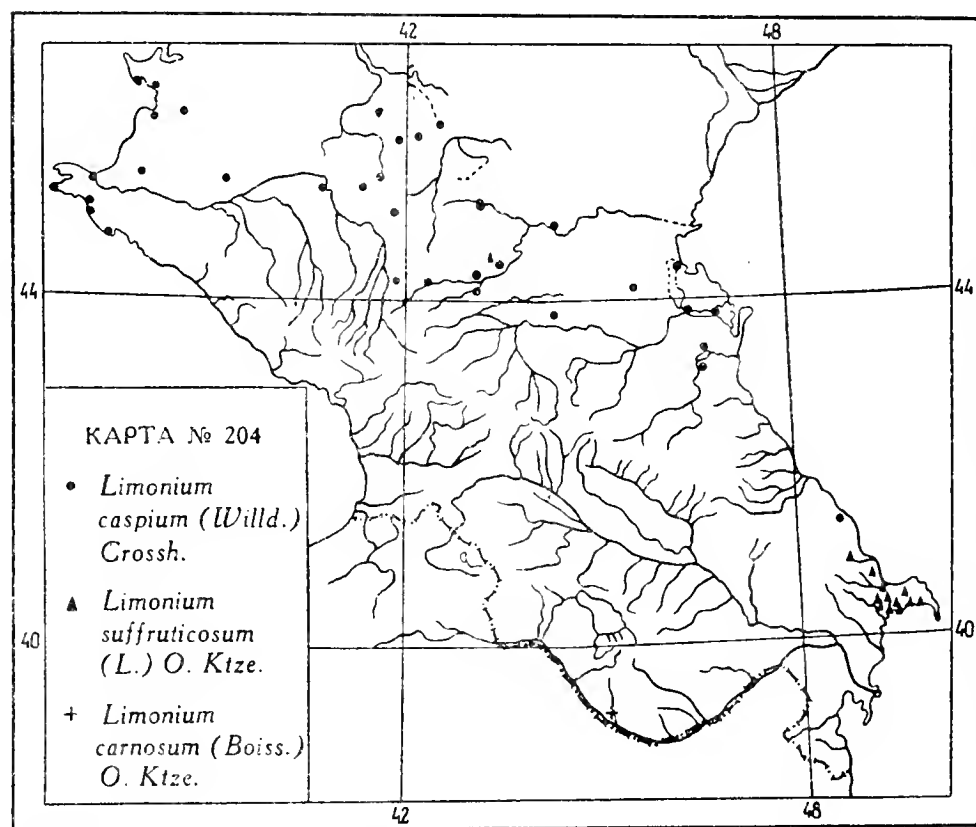 42 48
44 44
КАРТА № 204
Limonium
caspium (Willd.)
Grossh.
Limonium
suffruticosum
(L.) O. Ktze.
40 40
Limonium
carnosum (Boiss.)
O. Ktze.
42 48